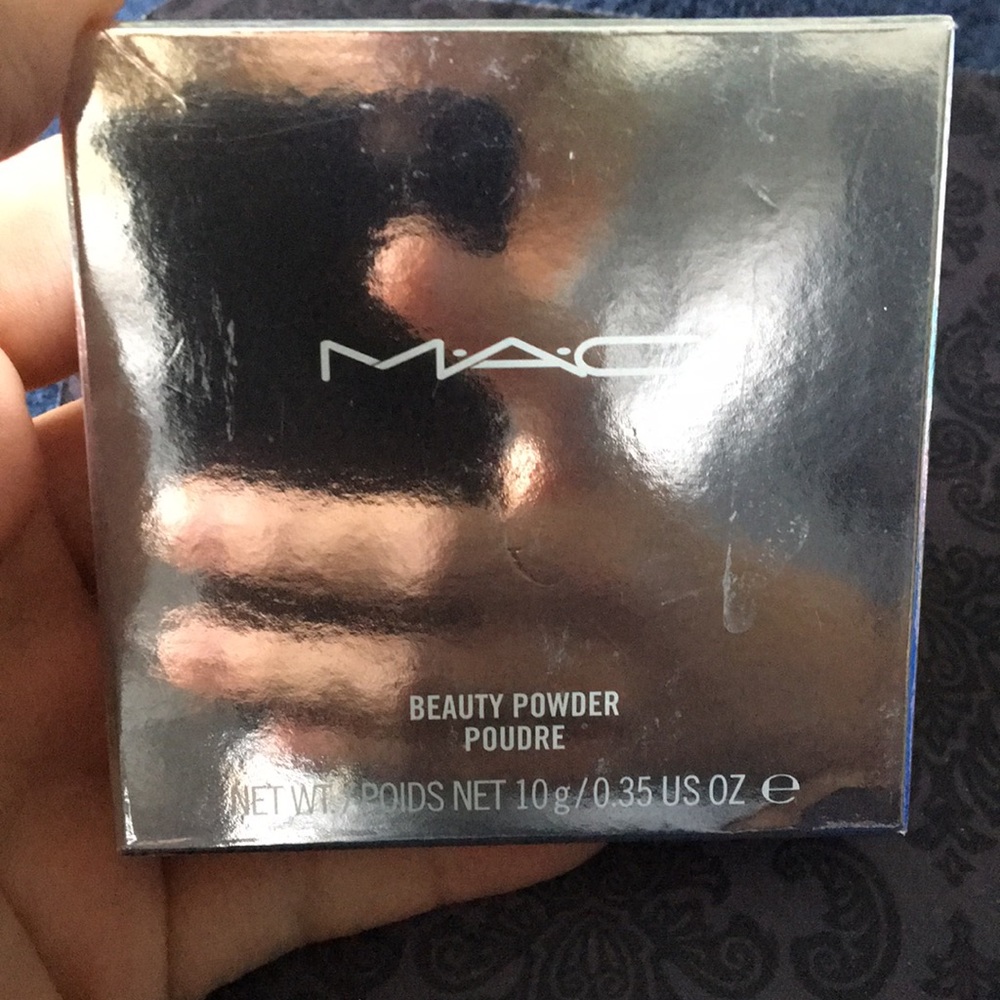 M·A·C
BEAUTY POWDER
POUDRE
NET WT. / POIDS NET 10 g / 0.35 US OZ ℮